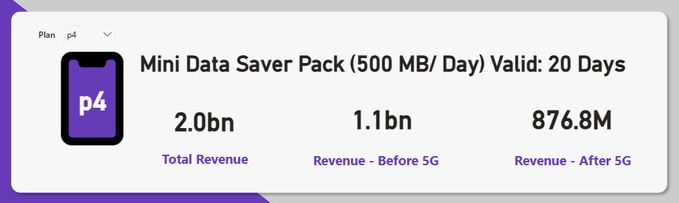 Plan p4
Mini Data Saver Pack (500 MB/ Day) Valid: 20 Days
p4
2.0bn 1.1bn 876.8M
Total Revenue Revenue - Before 5G Revenue - After 5G